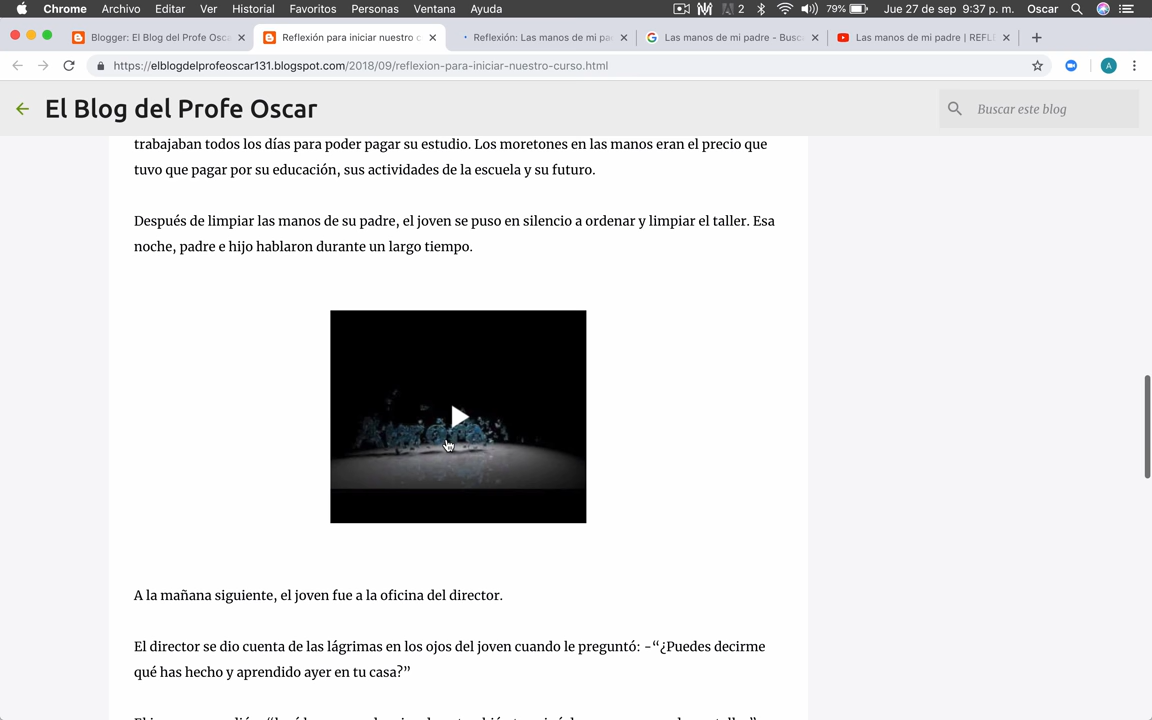 Chrome Archivo Editar Ver Historial Favoritos Personas Ventana Ayuda 2 79% Jue 27 de sep 9:37 p. m. Oscar
Blogger: El Blog del Profe Osca Reflexión para iniciar nuestro c Reflexión: Las manos de mi pa Las manos de mi padre - Busc Las manos de mi padre | REFL
https://elblogdelprofeoscar131.blogspot.com/2018/09/reflexion-para-iniciar-nuestro-curso.html A
El Blog del Profe Oscar Buscar este blog
trabajaban todos los días para poder pagar su estudio. Los moretones en las manos eran el precio que
tuvo que pagar por su educación, sus actividades de la escuela y su futuro.
Después de limpiar las manos de su padre, el joven se puso en silencio a ordenar y limpiar el taller. Esa
noche, padre e hijo hablaron durante un largo tiempo.
A la mañana siguiente, el joven fue a la oficina del director.
El director se dio cuenta de las lágrimas en los ojos del joven cuando le preguntó: -“¿Puedes decirme
qué has hecho y aprendido ayer en tu casa?”